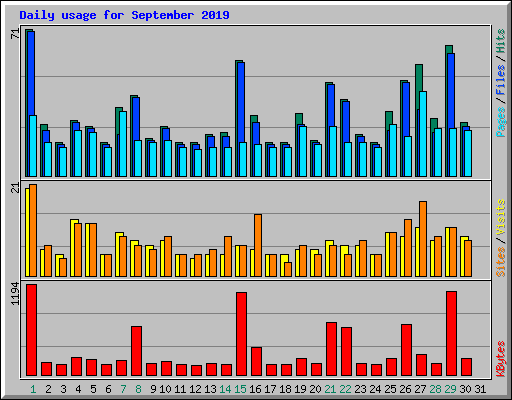 Daily usage for September 2019
71
Pages / Files / Hits
21
Sites / Visits
1194
KBytes
1 2 3 4 5 6 7 8 9 10 11 12 13 14 15 16 17 18 19 20 21 22 23 24 25 26 27 28 29 30 31